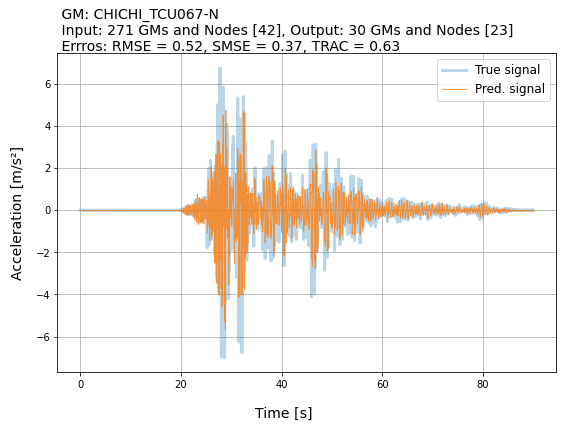 GM: CHICHI_TCU067-N
Input: 271 GMs and Nodes [42], Output: 30 GMs and Nodes [23]
Errros: RMSE = 0.52, SMSE = 0.37, TRAC = 0.63
True signal
Pred. signal
Acceleration [m/s²]
6
4
2
0
−2
−4
−6
0 20 40 60 80
Time [s]